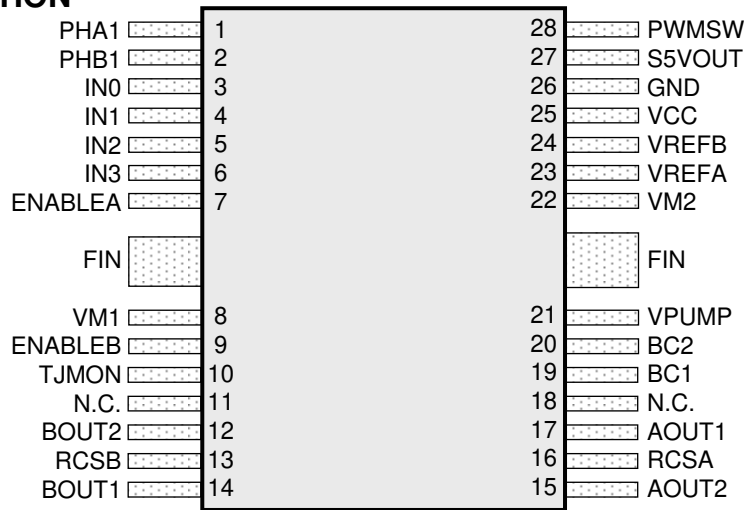 PHA1 1 28 PWMSW
PHB1 2 27 S5VOUT
IN0 3 26 GND
IN1 4 25 VCC
IN2 5 24 VREFB
IN3 6 23 VREFA
ENABLEA 7 22 VM2
FIN FIN
VM1 8 21 VPUMP
ENABLEB 9 20 BC2
TJMON 10 19 BC1
N.C. 11 18 N.C.
BOUT2 12 17 AOUT1
RCSB 13 16 RCSA
BOUT1 14 15 AOUT2